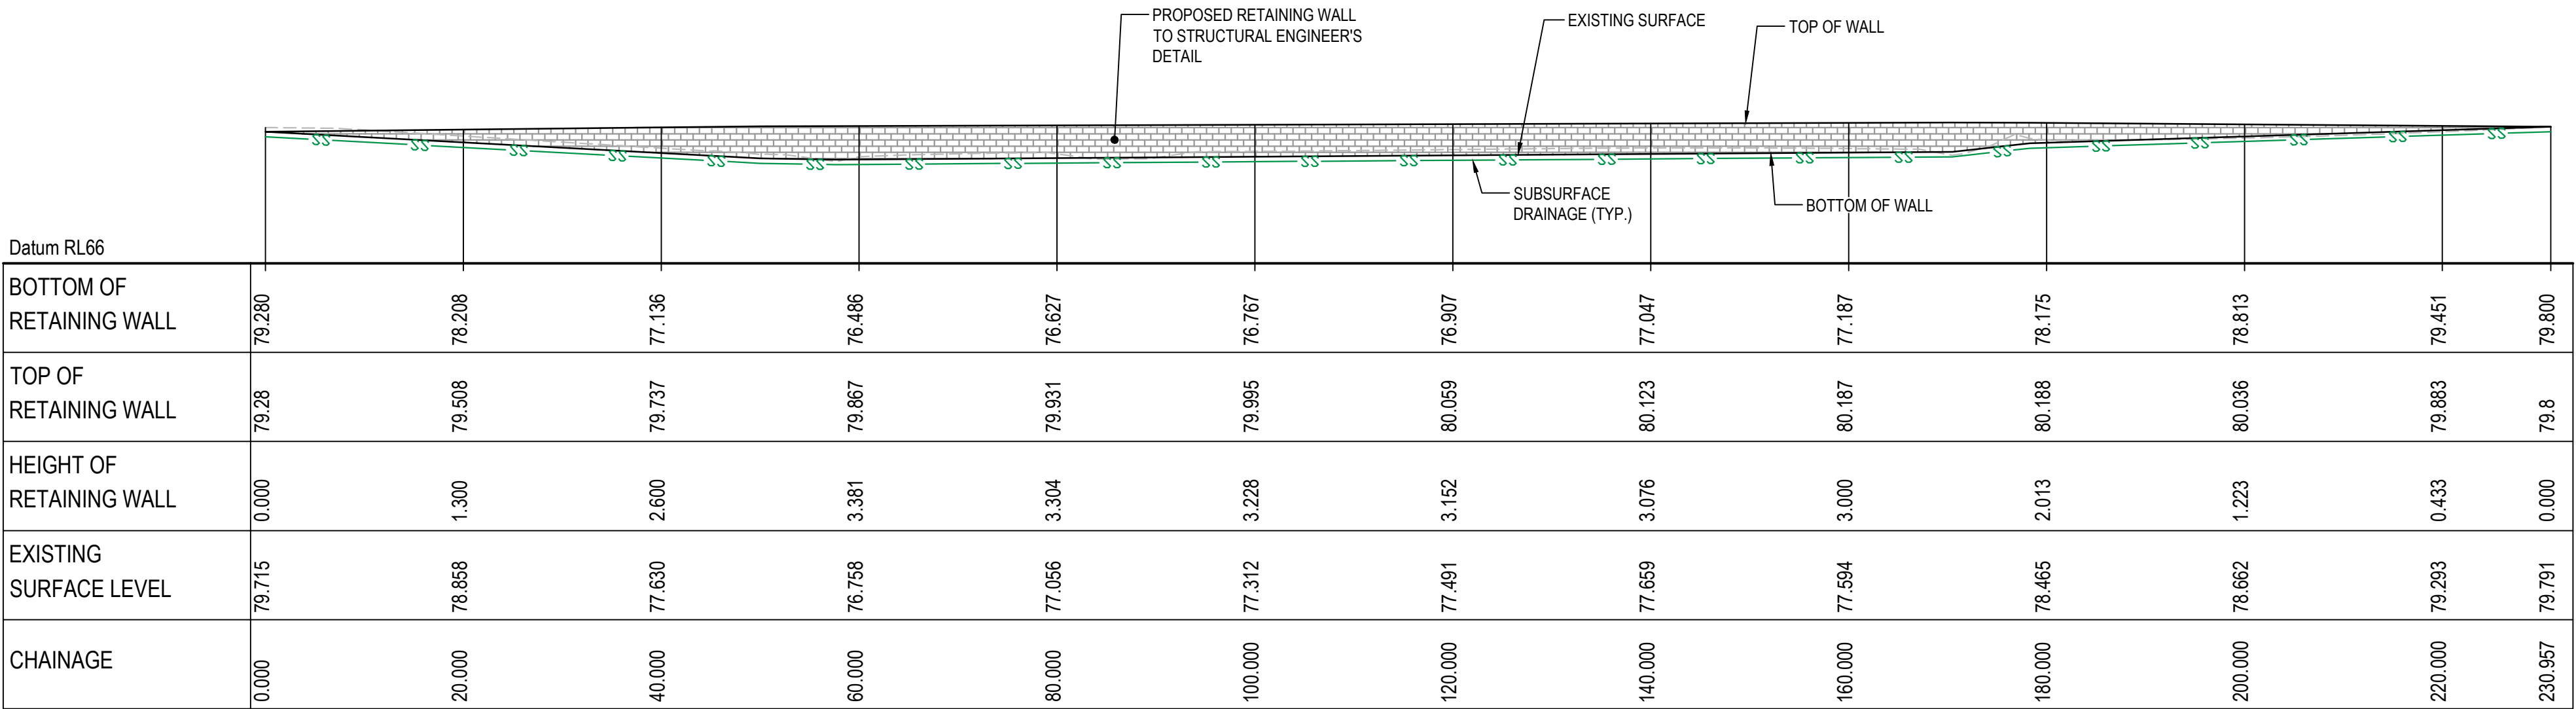 PROPOSED RETAINING WALL
TO STRUCTURAL ENGINEER'S
DETAIL
EXISTING SURFACE
TOP OF WALL
SUBSURFACE
DRAINAGE (TYP.)
BOTTOM OF WALL
Datum RL66
BOTTOM OF
RETAINING WALL
79.280 78.208 77.136 76.486 76.627 76.767 76.907 77.047 77.187 78.175 78.813 79.451 79.800
TOP OF
RETAINING WALL
79.28 79.508 79.737 79.867 79.931 79.995 80.059 80.123 80.187 80.188 80.036 79.883 79.8
HEIGHT OF
RETAINING WALL
0.000 1.300 2.600 3.381 3.304 3.228 3.152 3.076 3.000 2.013 1.223 0.433 0.000
EXISTING
SURFACE LEVEL
79.715 78.858 77.630 76.758 77.056 77.312 77.491 77.659 77.594 78.465 78.662 79.293 79.791
CHAINAGE
0.000 20.000 40.000 60.000 80.000 100.000 120.000 140.000 160.000 180.000 200.000 220.000 230.957